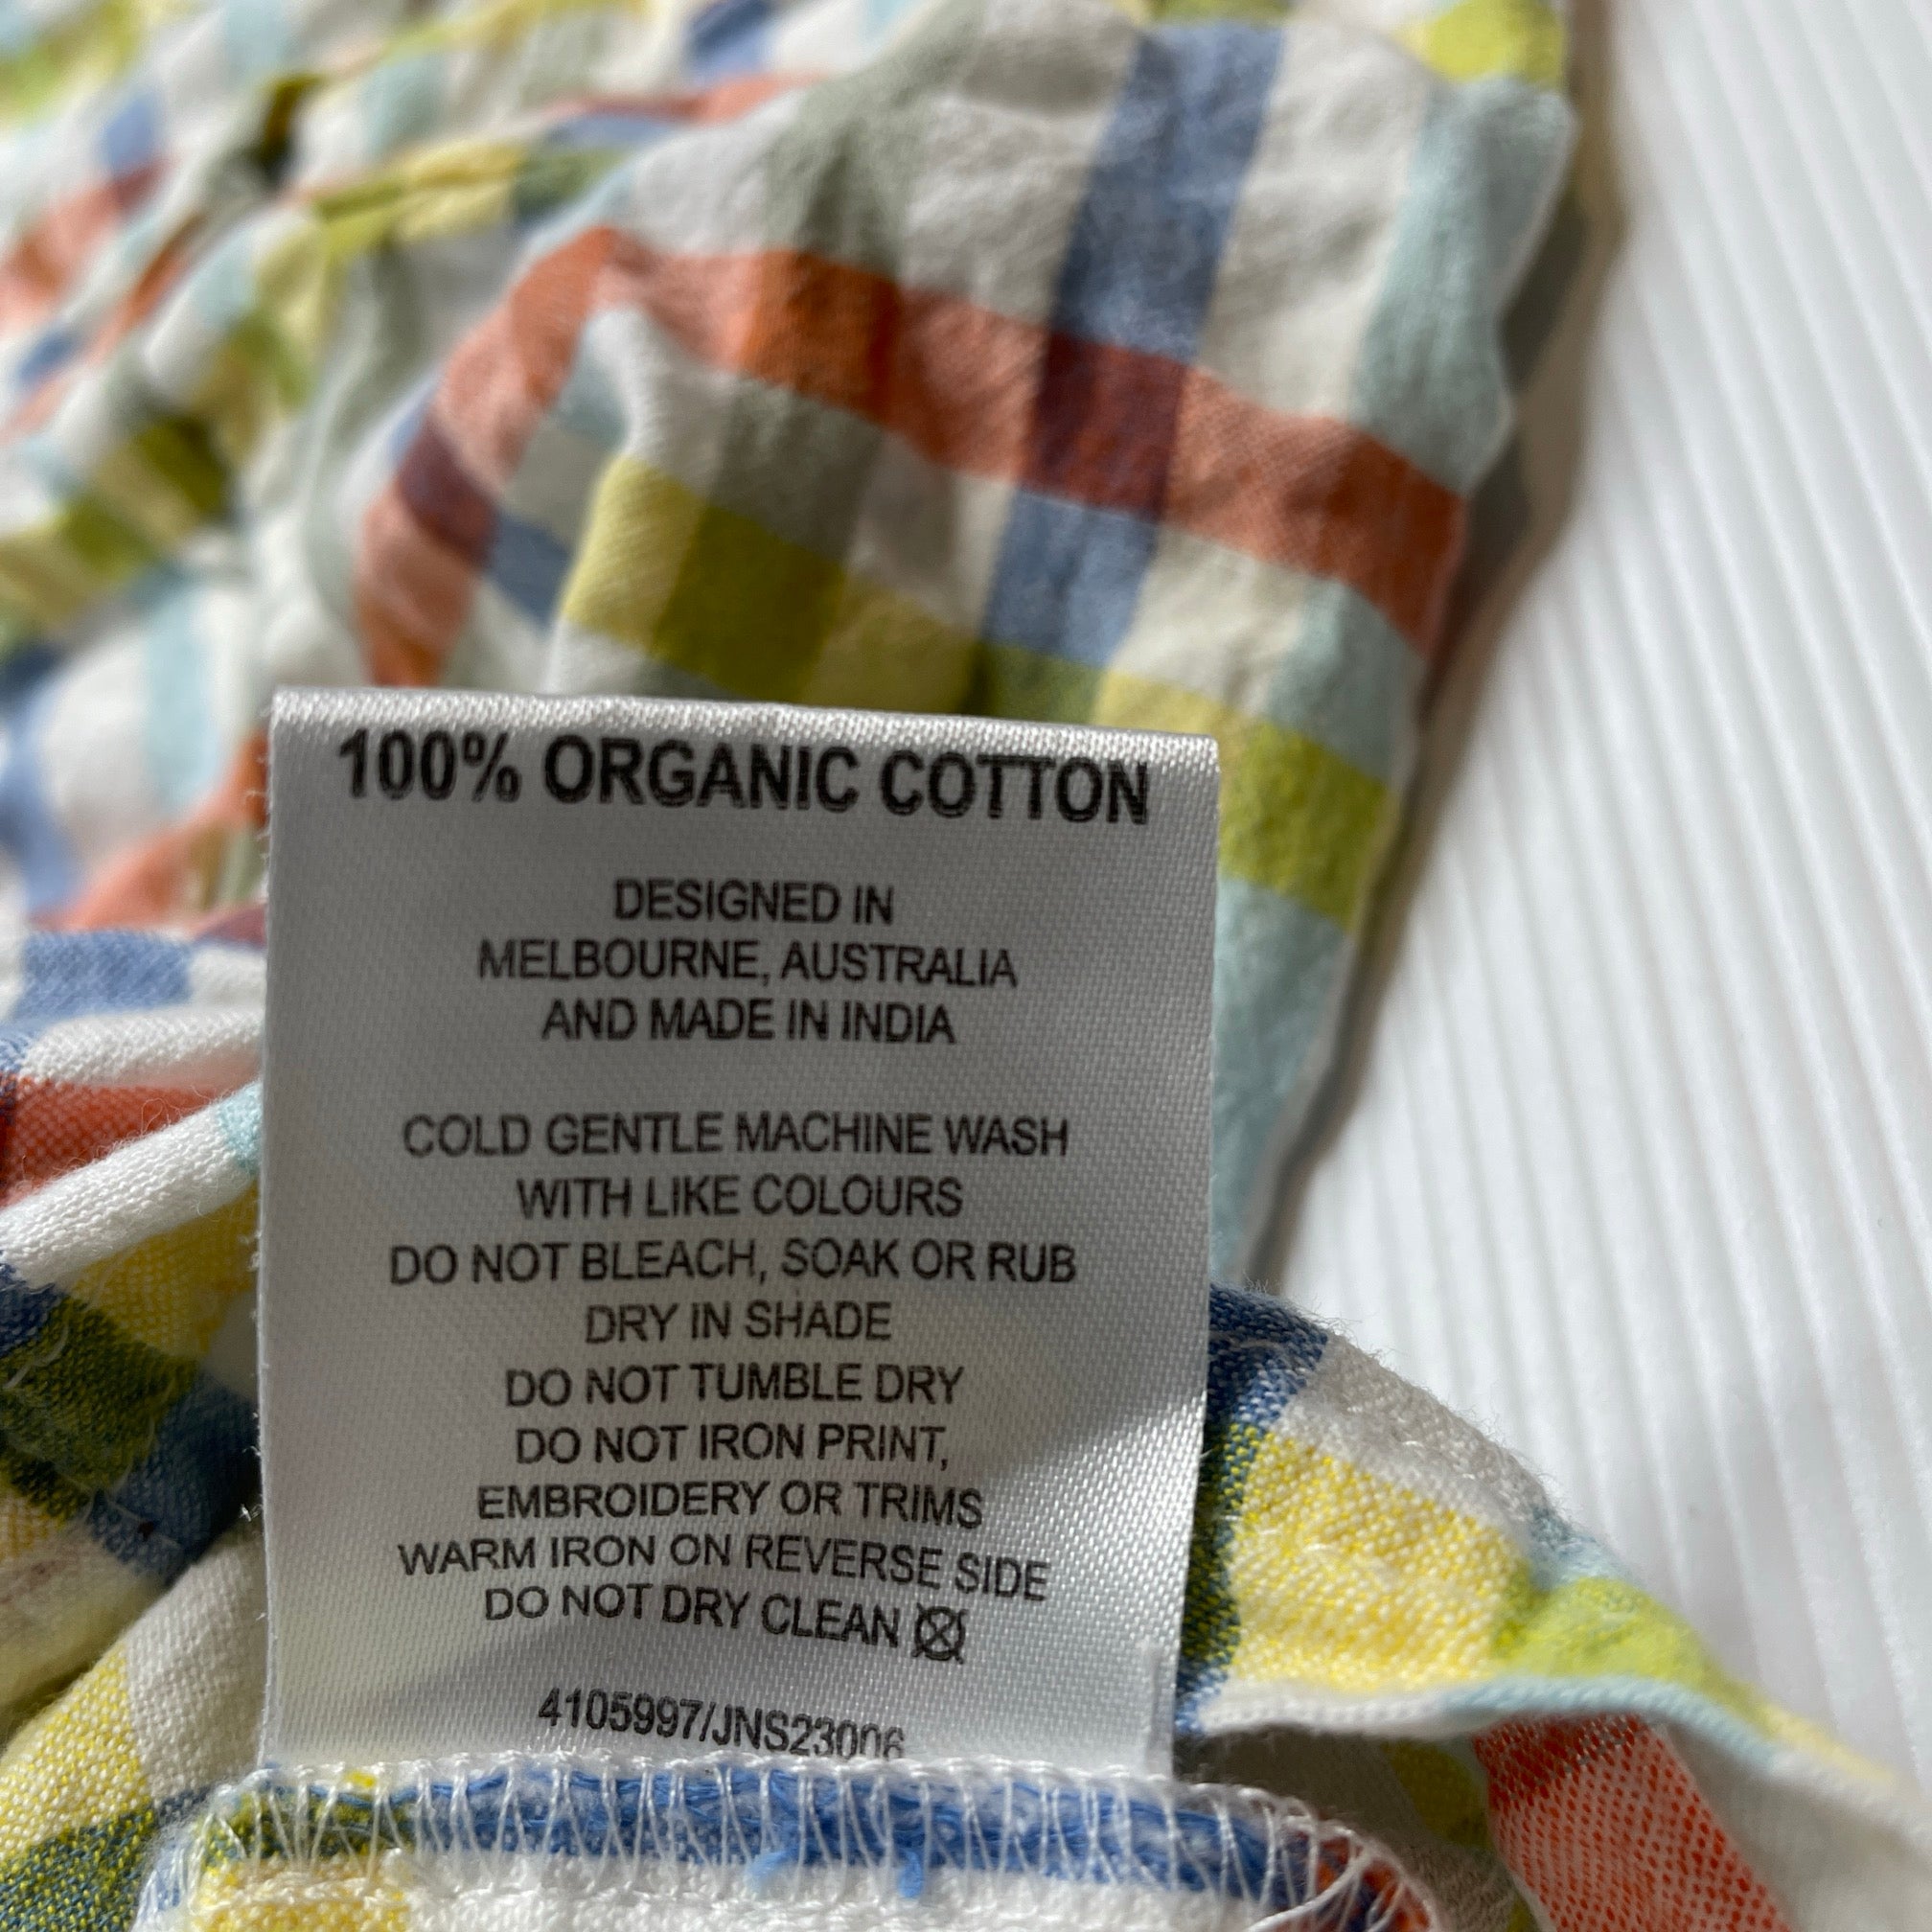 100% ORGANIC COTTON
DESIGNED IN
MELBOURNE, AUSTRALIA
AND MADE IN INDIA
COLD GENTLE MACHINE WASH
WITH LIKE COLOURS
DO NOT BLEACH, SOAK OR RUB
DRY IN SHADE
DO NOT TUMBLE DRY
DO NOT IRON PRINT,
EMBROIDERY OR TRIMS
WARM IRON ON REVERSE SIDE
DO NOT DRY CLEAN
4105997/JNS23006